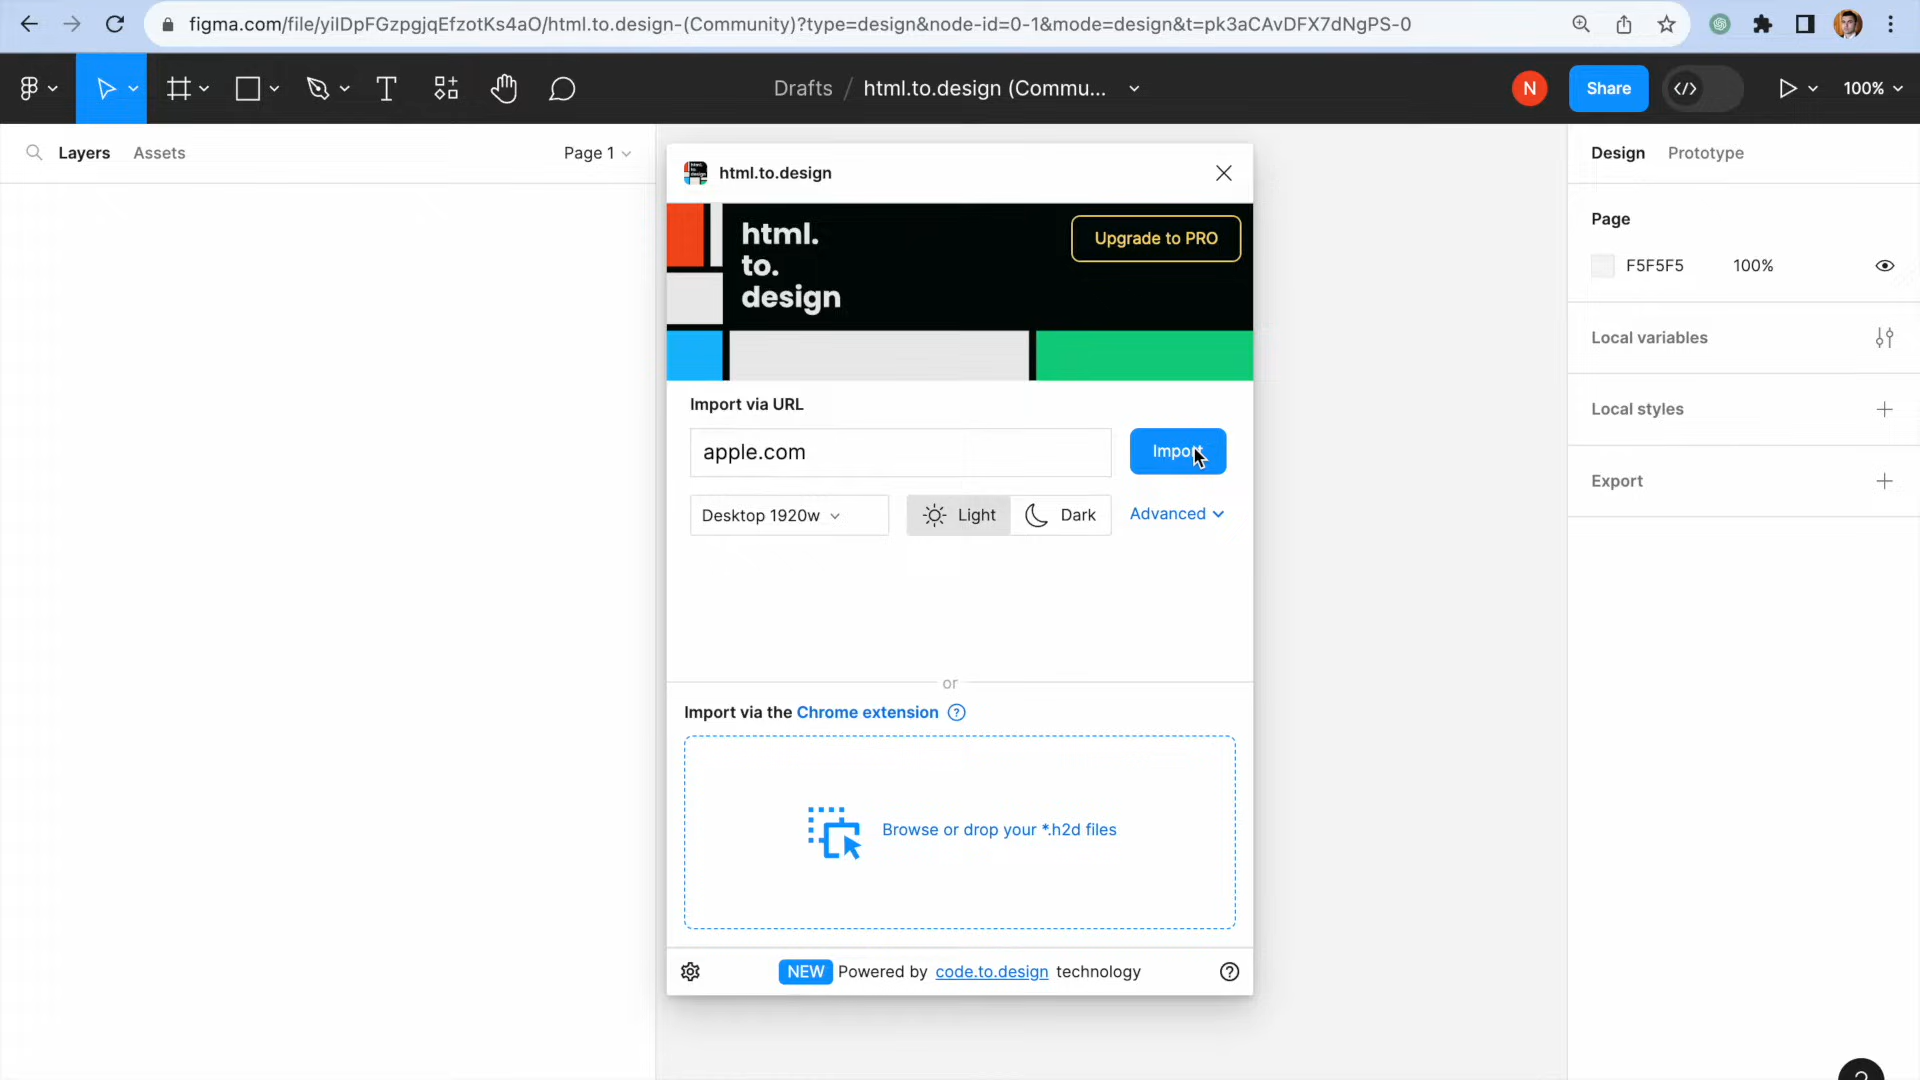 figma.com/file/yiIDpFGzpgjqEfzotKs4aO/html.to.design-(Community)?type=design&node-id=0-1&mode=design&t=pk3aCAvDFX7dNgPS-0
Drafts / html.to.design (Commu...
N
Share
100%
Layers
Assets
Page 1
html.to.design
Design
Prototype
html.
to.
design
Upgrade to PRO
Page
F5F5F5
100%
Local variables
Import via URL
Local styles
apple.com
Import
Export
Desktop 1920w
Light
Dark
Advanced
or
Import via the Chrome extension ?
Browse or drop your *.h2d files
NEW Powered by code.to.design technology
?